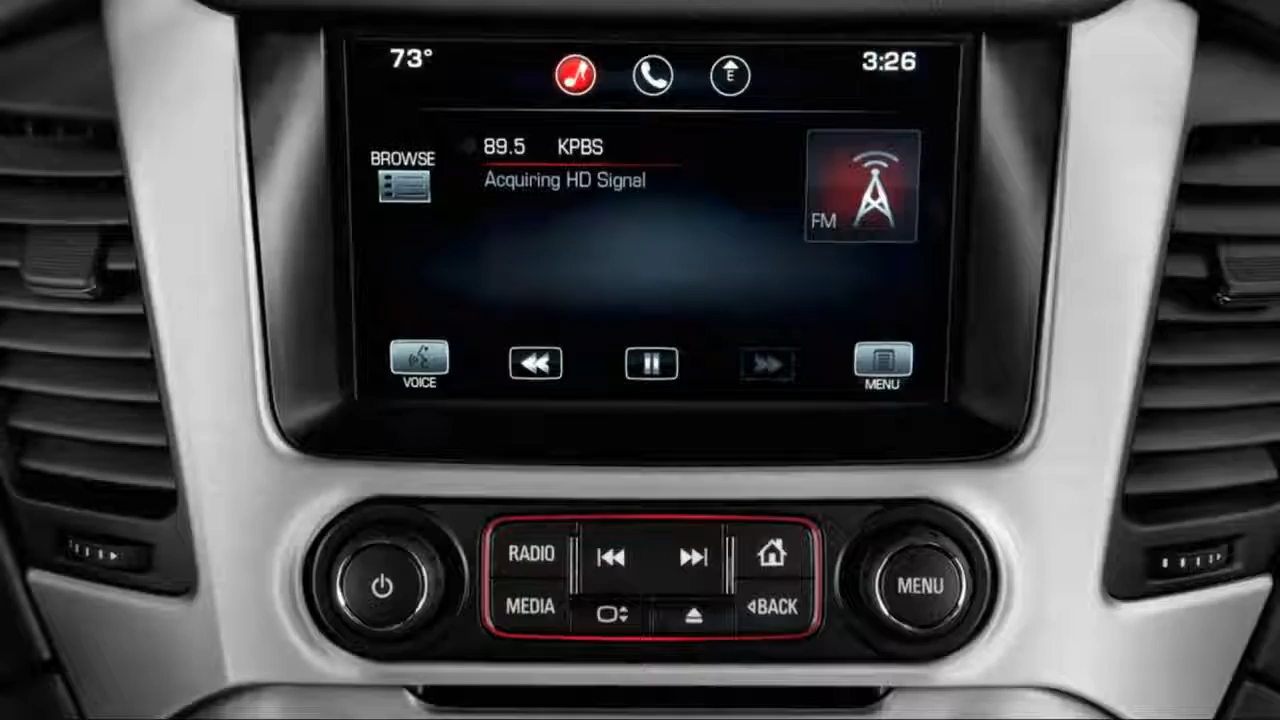 73° 3:26
E
89.5 KPBS
BROWSE
Acquiring HD Signal
FM
VOICE
MENU
RADIO
MEDIA
BACK
MENU